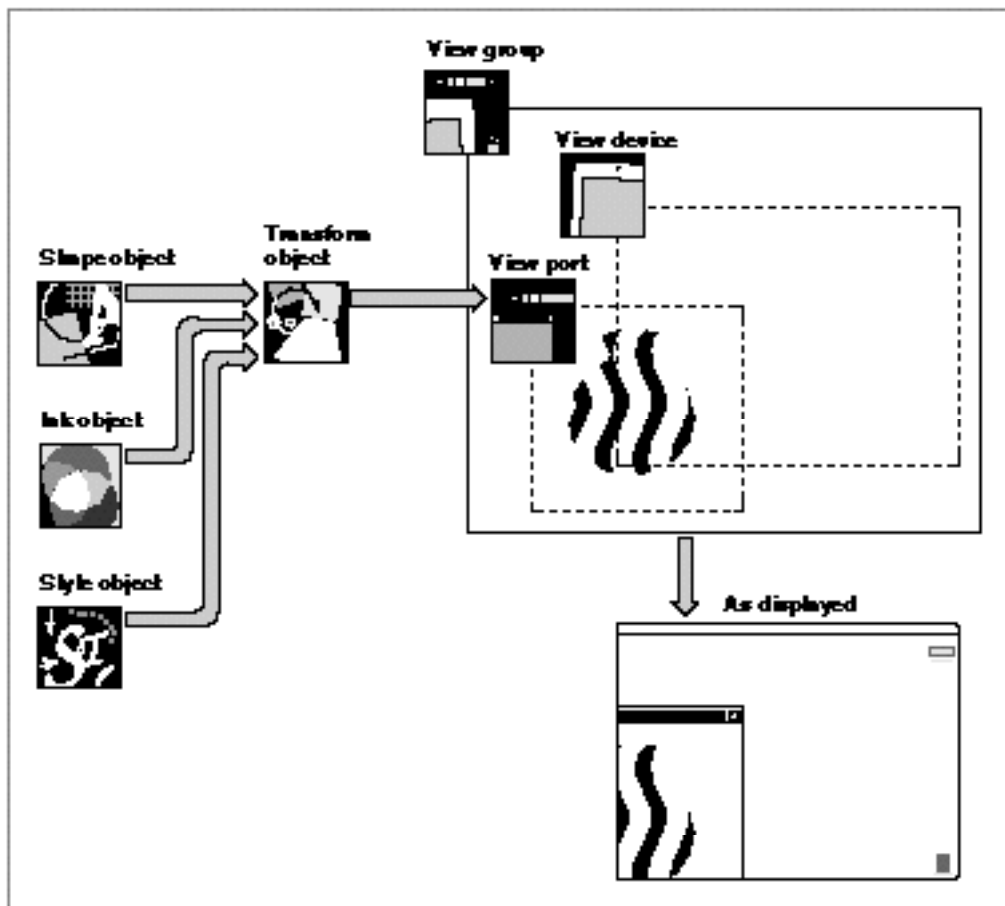 View group
View device
Transform
object
Shape object
View port
Ink object
Style object
As displayed